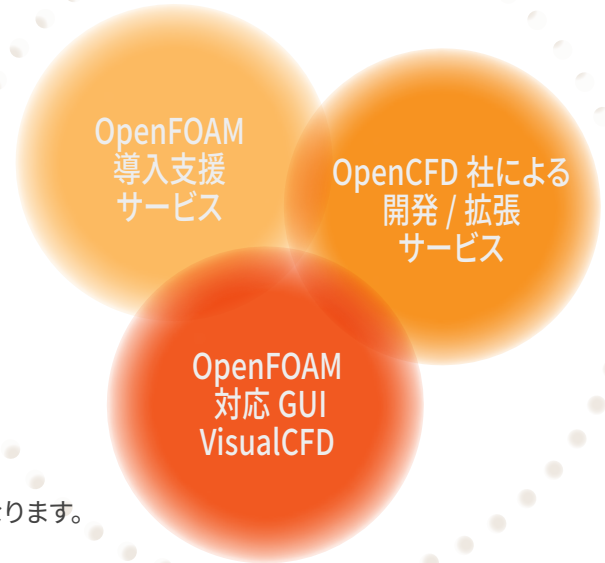 OpenFOAM
導入支援
サービス
OpenCFD 社による
開発 / 拡張
サービス
OpenFOAM
対応 GUI
VisualCFD
ります。